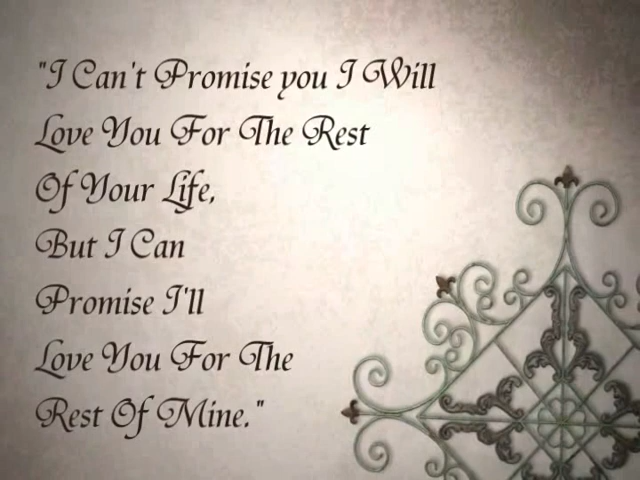 "I Can't Promise you I Will
Love You For The Rest
Of Your Life,
But I Can
Promise I'll
Love You For The
Rest Of Mine."